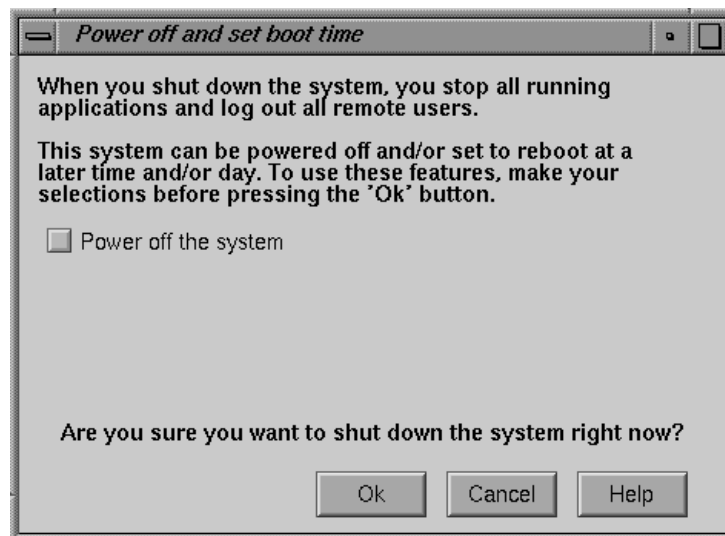 Power off and set boot time
When you shut down the system, you stop all running
applications and log out all remote users.
This system can be powered off and/or set to reboot at a
later time and/or day. To use these features, make your
selections before pressing the 'Ok' button.
Power off the system
Are you sure you want to shut down the system right now?
Ok Cancel Help